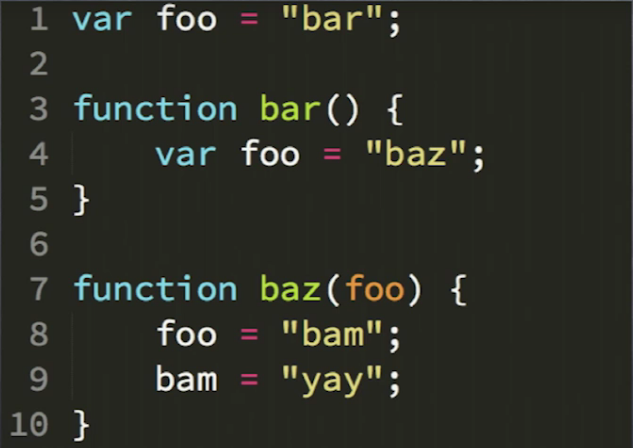 1 var foo = "bar";
2
3 function bar() {
4     var foo = "baz";
5 }
6
7 function baz(foo) {
8     foo = "bam";
9     bam = "yay";
10 }